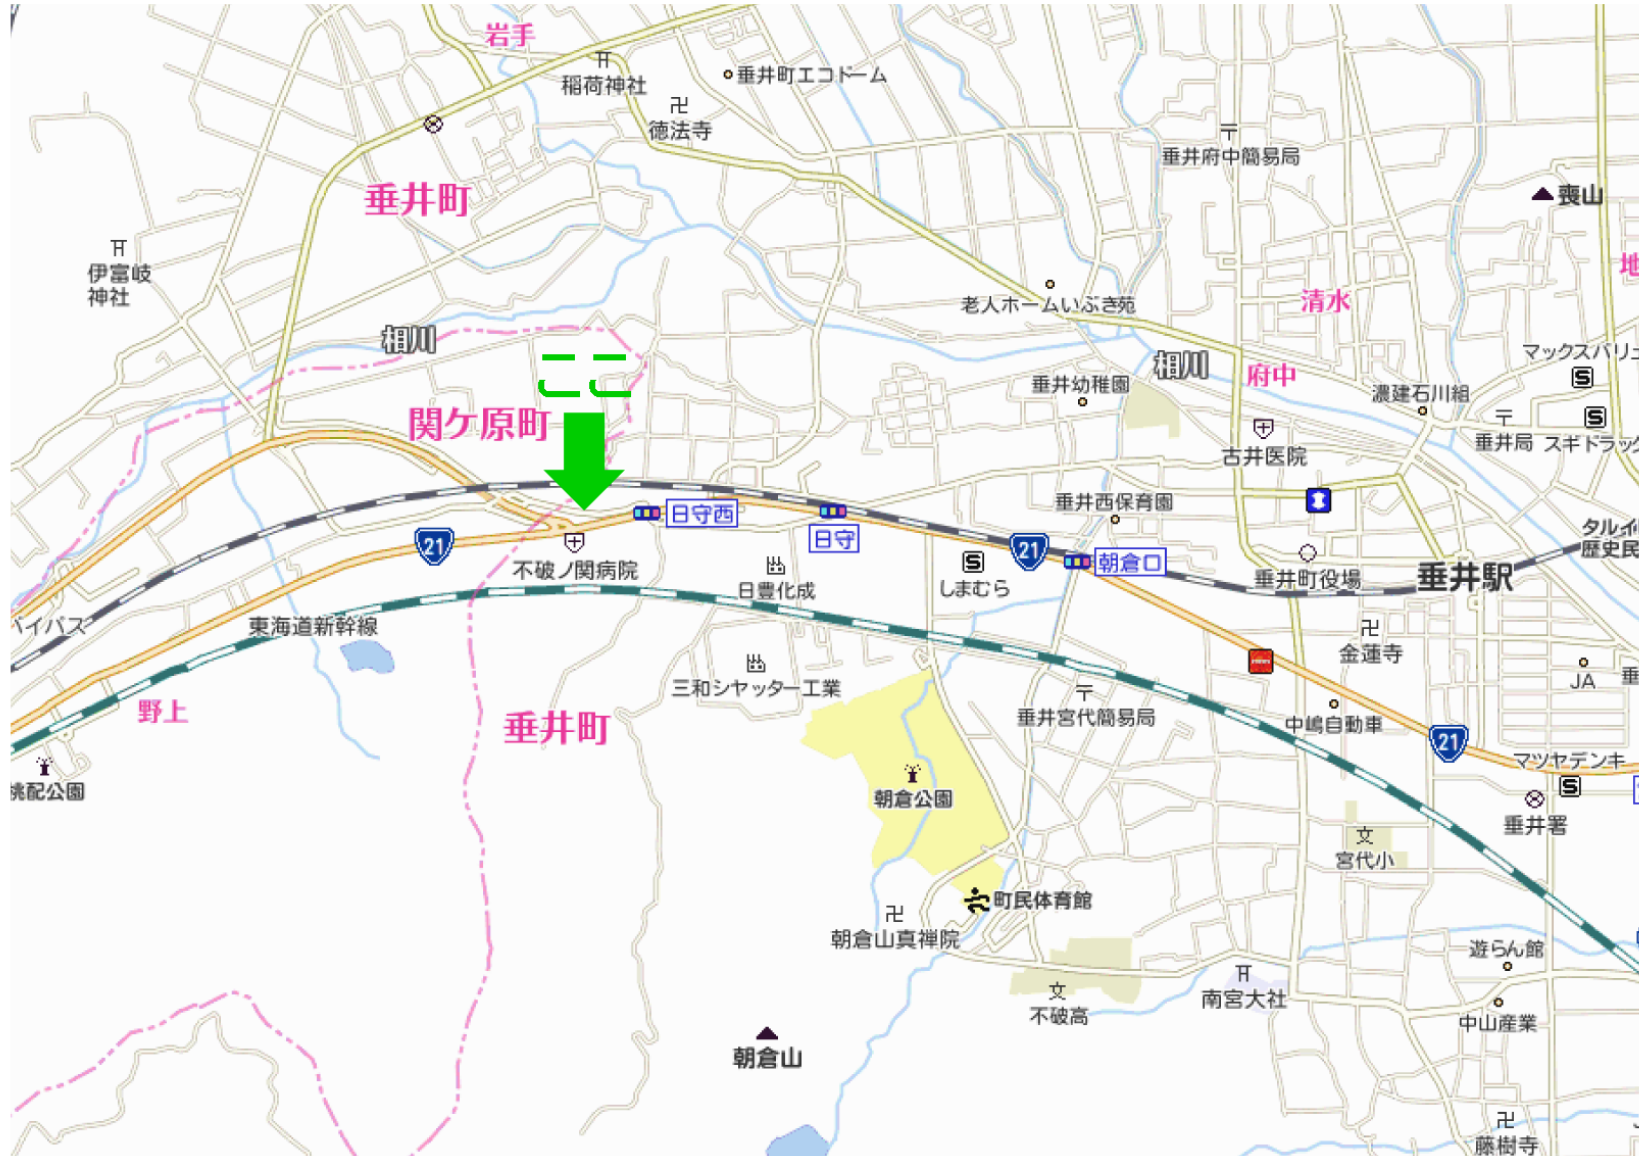 岩手
稲荷神社
垂井町エコドーム
徳法寺
垂井府中簡易局
垂井町
喪山
伊富岐
神社
地
清水
老人ホームいぶき苑
相川
相川
府中
マックスバリュ
垂井幼稚園
濃建石川組
ここ
関ケ原町
古井医院
垂井局
スギドラッグ
日守西
垂井西保育園
日守
21
21
朝倉口
タルイ
歴史民
不破ノ関病院
日豊化成
しまむら
垂井町役場
垂井駅
バイパス
東海道新幹線
金蓮寺
三和シヤッター工業
JA
垂
野上
垂井町
垂井宮代簡易局
中嶋自動車
21
マツヤデンキ
桃配公園
朝倉公園
垂井署
宮代小
町民体育館
朝倉山真禅院
遊らん館
南宮大社
不破高
中山産業
朝倉山
藤樹寺